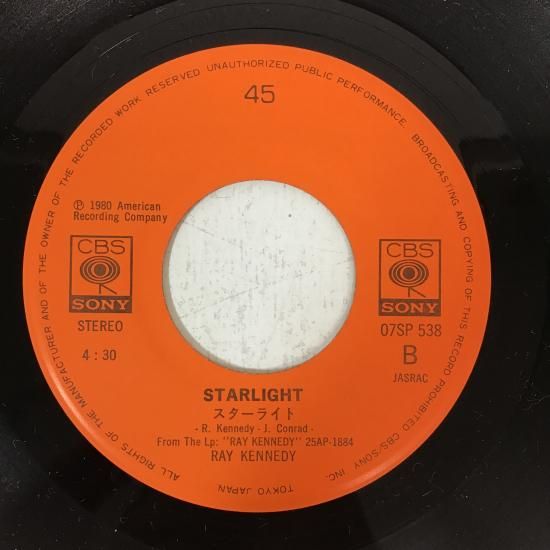 45
ALL RIGHTS OF THE MANUFACTURER AND OF THE OWNER OF THE RECORDED WORK RESERVED UNAUTHORIZED PUBLIC PERFORMANCE, BROADCASTING AND COPYING OF THIS RECORD PROHIBITED CBS/SONY INC. TOKYO JAPAN
℗ 1980 American
Recording Company
CBS
SONY
STEREO
4:30
CBS
SONY
07SP 538
B
JASRAC
STARLIGHT
スターライト
- R. Kennedy - J. Conrad -
From The Lp: "RAY KENNEDY" 25AP-1884
RAY KENNEDY